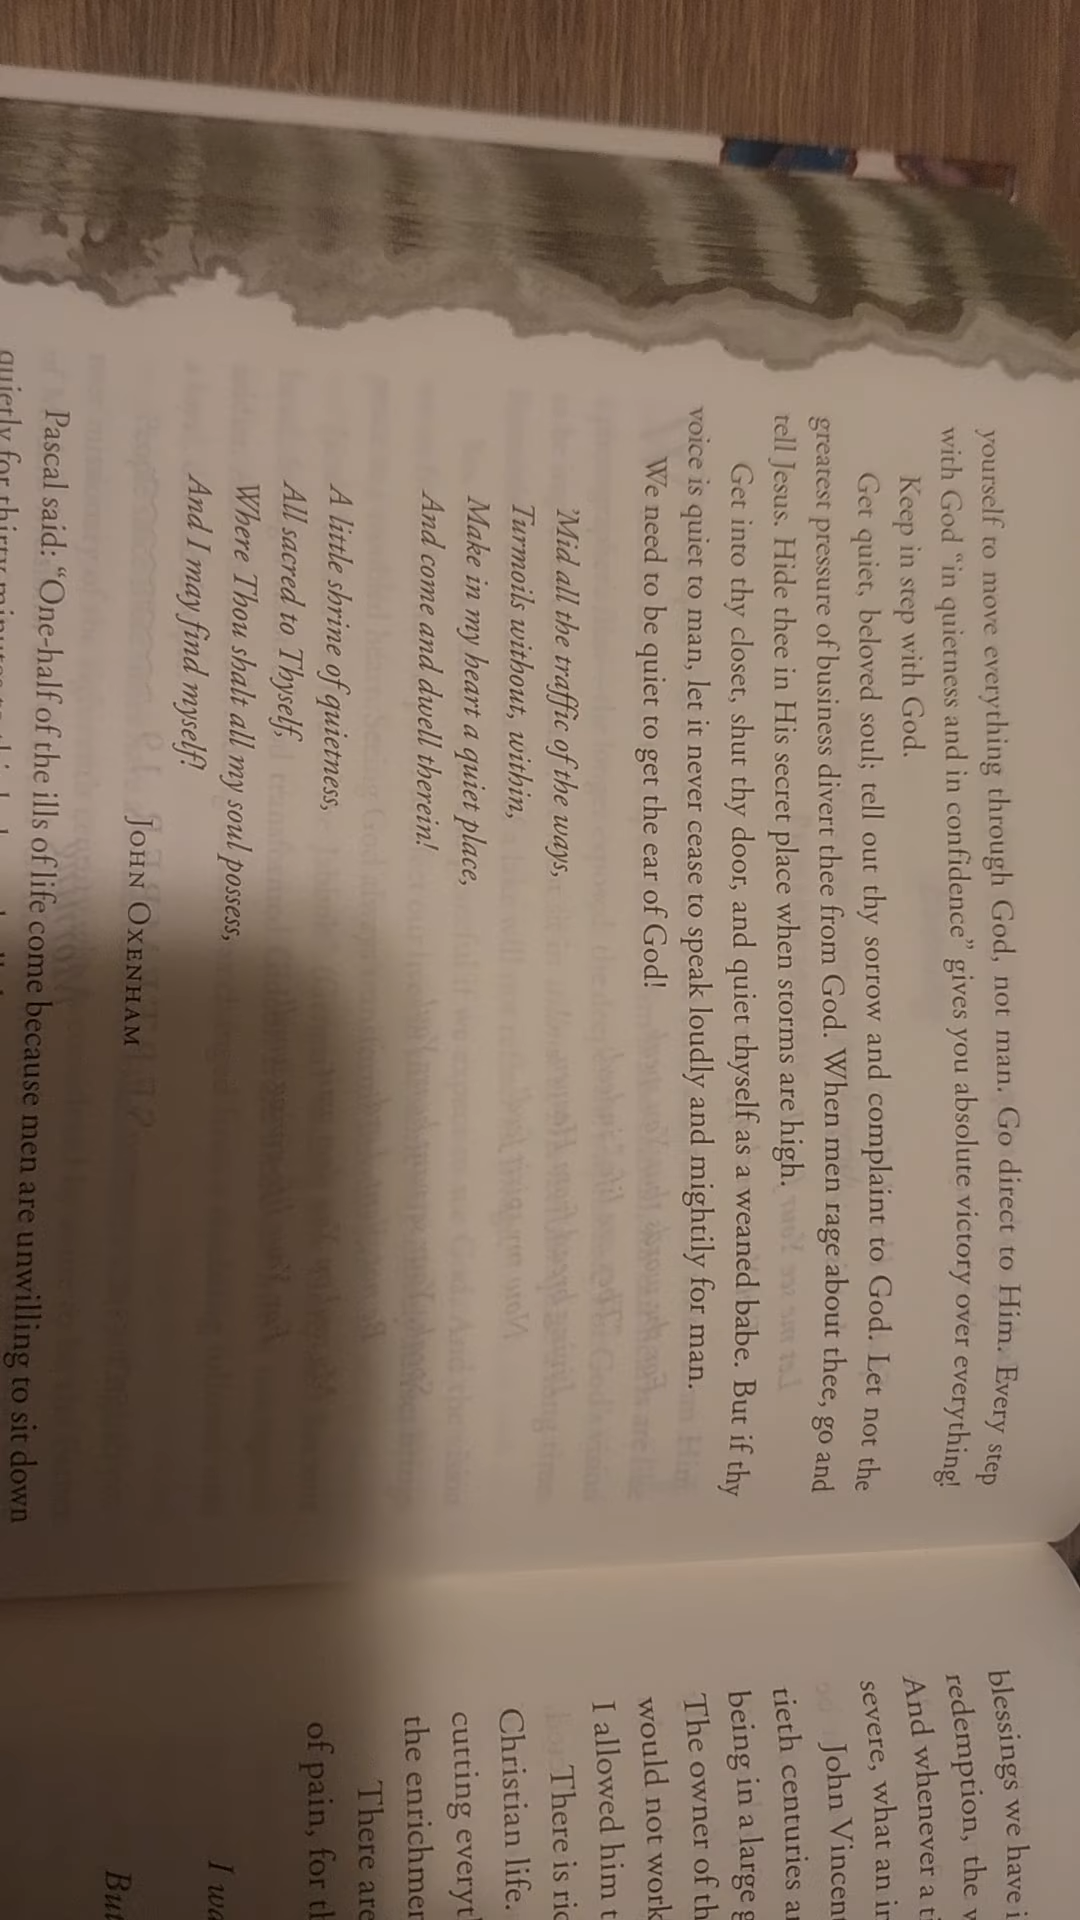 yourself to move everything through God, not man. Go direct to Him. Every step
with God “in quietness and in confidence” gives you absolute victory over everything!
Keep in step with God.
Get quiet, beloved soul; tell out thy sorrow and complaint to God. Let not the
greatest pressure of business divert thee from God. When men rage about thee, go and
tell Jesus. Hide thee in His secret place when storms are high.
Get into thy closet, shut thy door, and quiet thyself as a weaned babe. But if thy
voice is quiet to man, let it never cease to speak loudly and mightily for man.
We need to be quiet to get the ear of God!
’Mid all the traffic of the ways,
Turmoils without, within,
Make in my heart a quiet place,
And come and dwell therein!
A little shrine of quietness,
All sacred to Thyself,
Where Thou shalt all my soul possess,
And I may find myself!
JOHN OXENHAM
Pascal said: “One-half of the ills of life come because men are unwilling to sit down
quietly for thirty minutes
blessings we have
redemption, the
And whenever a
severe, what an
John Vincent
tieth centuries
being in a large
The owner of
would not work
I allowed him
There is
Christian life.
cutting
the
There are
of pain, for
I
But